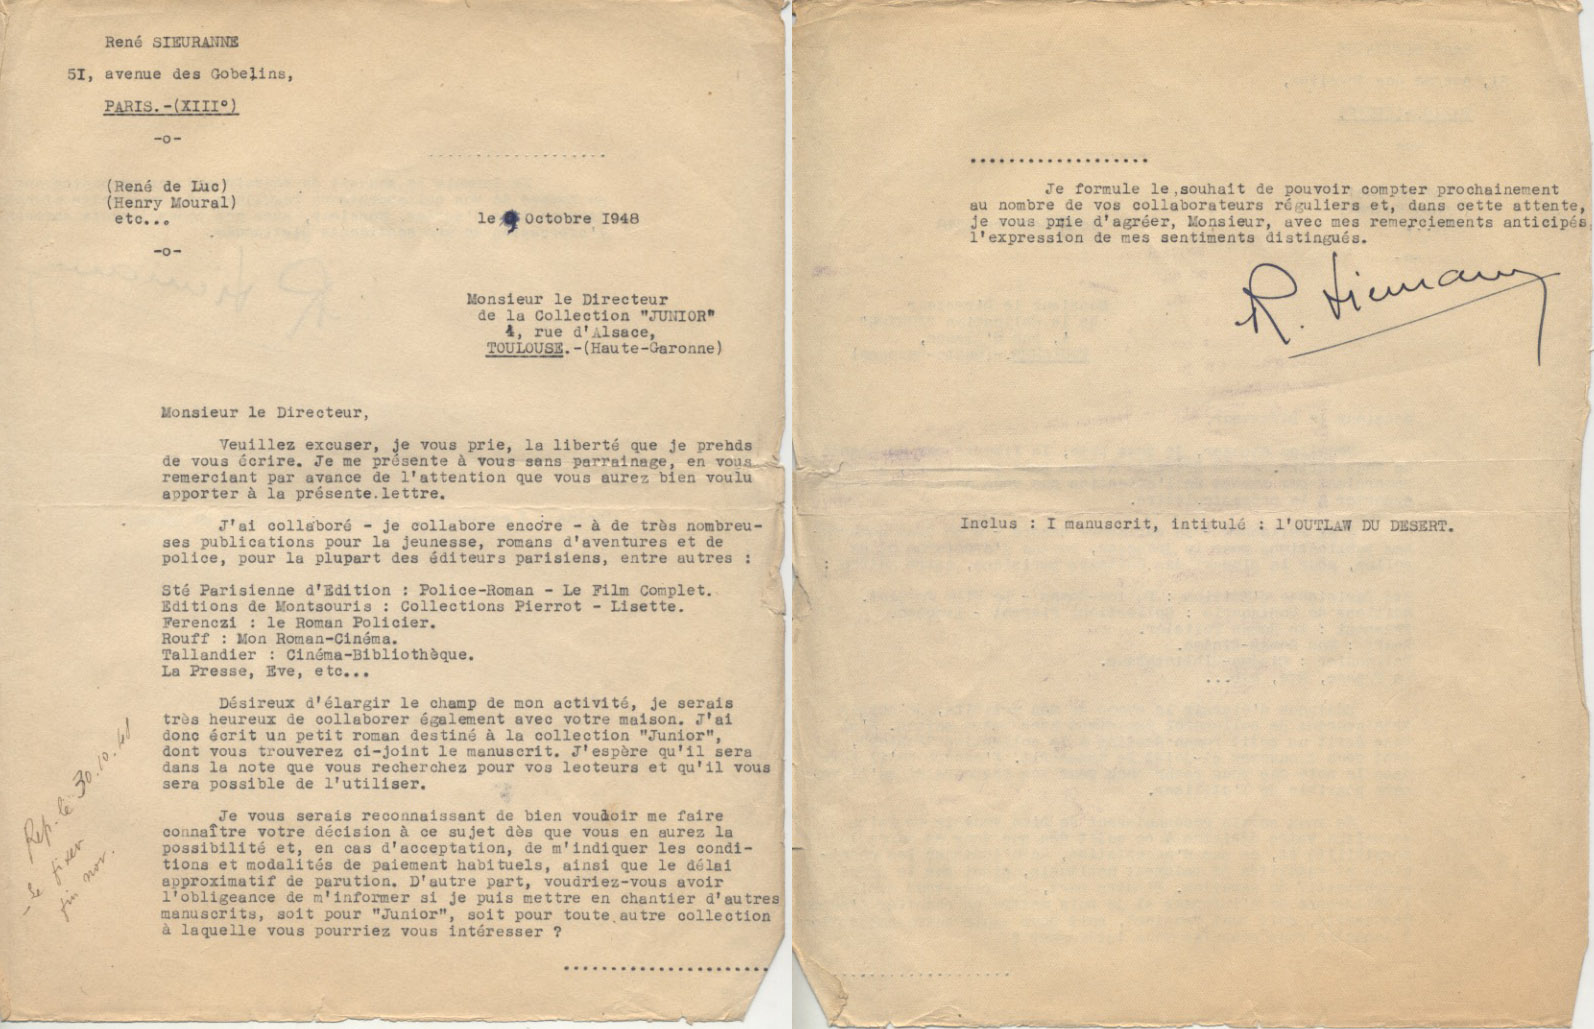 René SIEURANNE
5I, avenue des Gobelins,
PARIS.-(XIII°)
-o-
....................
(René de Luc)
(Henry Moural)
etc...
le 9 Octobre I948
-o-
Monsieur le Directeur
de la Collection "JUNIOR"
4, rue d'Alsace,
TOULOUSE.-(Haute-Garonne)
Monsieur le Directeur,
Veuillez excuser, je vous prie, la liberté que je prehds
de vous écrire. Je me présente à vous sans parrainage, en vous
remerciant par avance de l'attention que vous aurez bien voulu
apporter à la présente.lettre.
J'ai collaboré - je collabore encore - à de très nombreu-
ses publications pour la jeunesse, romans d'aventures et de
police, pour la plupart des éditeurs parisiens, entre autres :
Sté Parisienne d'Edition : Police-Roman - Le Film Complet.
Editions de Montsouris : Collections Pierrot - Lisette.
Ferenczi : le Roman Policier.
Rouff : Mon Roman-Cinéma.
Tallandier : Cinéma-Bibliothèque.
La Presse, Eve, etc...
Désireux d'élargir le champ de mon activité, je serais
très heureux de collaborer également avec votre maison. J'ai
donc écrit un petit roman destiné à la collection "Junior",
dont vous trouverez ci-joint le manuscrit. J'espère qu'il sera
dans la note que vous recherchez pour vos lecteurs et qu'il vous
sera possible de l'utiliser.
Je vous serais reconnaissant de bien vouloir me faire
connaître votre décision à ce sujet dès que vous en aurez la
possibilité et, en cas d'acceptation, de m'indiquer les condi-
tions et modalités de paiement habituels, ainsi que le délai
approximatif de parution. D'autre part, voudriez-vous avoir
l'obligeance de m'informer si je puis mettre en chantier d'autres
manuscrits, soit pour "Junior", soit pour toute autre collection
à laquelle vous pourriez vous intéresser ?
......................
Rep. le 30.10.48
- le fixer
fin nov.
...................
Je formule le souhait de pouvoir compter prochainement
au nombre de vos collaborateurs réguliers et, dans cette attente,
je vous prie d'agréer, Monsieur, avec mes remerciements anticipés,
l'expression de mes sentiments distingués.
R. Sieurann
Inclus : I manuscrit, intitulé : l'OUTLAW DU DESERT.